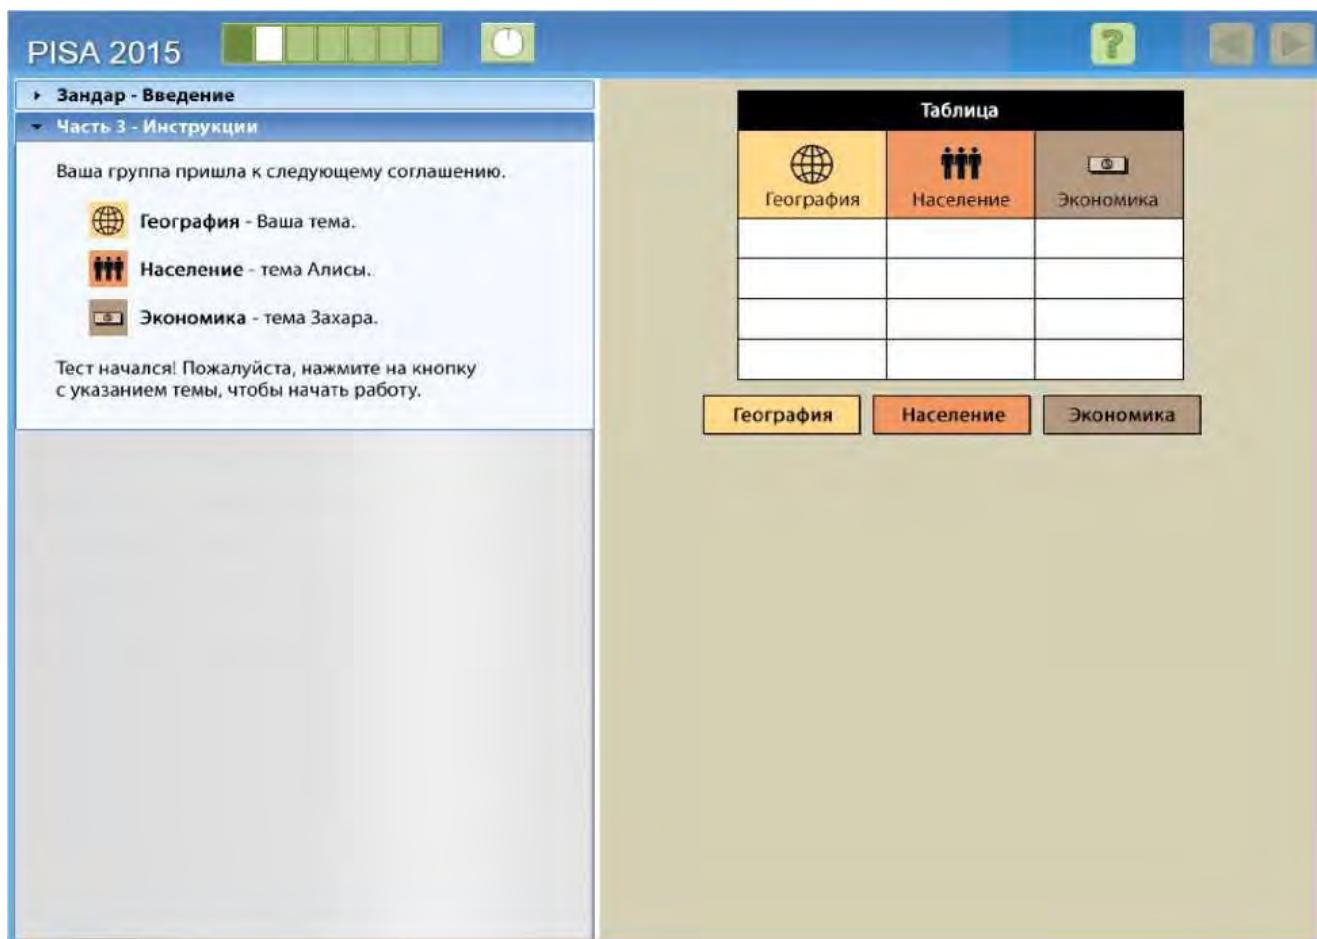 PISA 2015
?
Зандар - Введение
Часть 3 - Инструкции
Ваша группа пришла к следующему соглашению.
География - Ваша тема.
Население - тема Алисы.
Экономика - тема Захара.
Тест начался! Пожалуйста, нажмите на кнопку
с указанием темы, чтобы начать работу.
Таблица
География Население Экономика
География Население Экономика